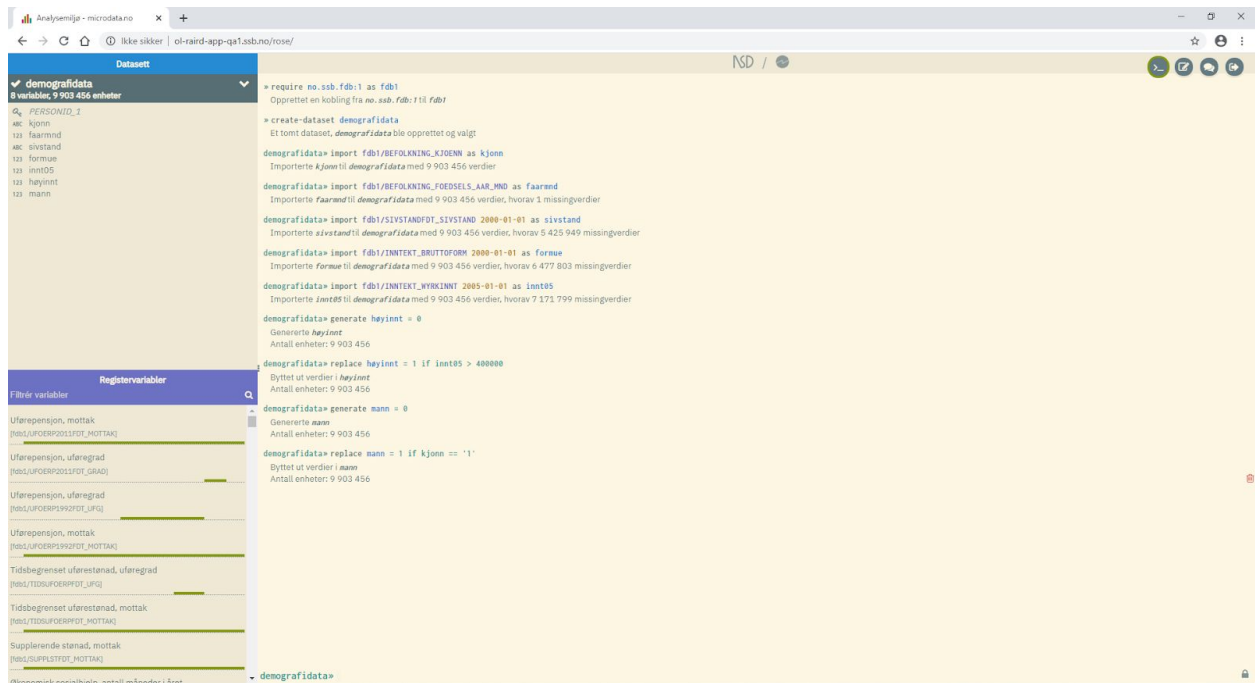 Analysemiljø - microdata.no
Ikke sikker | ol-raird-app-qa1.ssb.no/rose/
Datasett
demografidata
8 variabler, 9 903 456 enheter
PERSONID_1
ABC kjonn
123 faarmnd
ABC sivstand
123 formue
123 innt05
123 høyinnt
123 mann
Registervariabler
Filtrér variabler
Uførepensjon, mottak
[fdb1/UFOERP2011FDT_MOTTAK]
Uførepensjon, uføregrad
[fdb1/UFOERP2011FDT_GRAD]
Uførepensjon, uføregrad
[fdb1/UFOERP1992FDT_UFG]
Uførepensjon, mottak
[fdb1/UFOERP1992FDT_MOTTAK]
Tidsbegrenset uførestønad, uføregrad
[fdb1/TIDSUFOERPFDT_UFG]
Tidsbegrenset uførestønad, mottak
[fdb1/TIDSUFOERPFDT_MOTTAK]
Supplerende stønad, mottak
[fdb1/SUPPLSTFDT_MOTTAK]
Økonomisk sosialhjelp, antall måneder i året
NSD /
» require no.ssb.fdb:1 as fdb1
Opprettet en kobling fra no.ssb.fdb:1 til fdb1
» create-dataset demografidata
Et tomt dataset, demografidata ble opprettet og valgt
demografidata» import fdb1/BEFOLKNING_KJOENN as kjonn
Importerte kjonn til demografidata med 9 903 456 verdier
demografidata» import fdb1/BEFOLKNING_FOEDSELS_AAR_MND as faarmnd
Importerte faarmnd til demografidata med 9 903 456 verdier, hvorav 1 missingverdier
demografidata» import fdb1/SIVSTANDFDT_SIVSTAND 2000-01-01 as sivstand
Importerte sivstand til demografidata med 9 903 456 verdier, hvorav 5 425 949 missingverdier
demografidata» import fdb1/INNTEKT_BRUTTOFORM 2000-01-01 as formue
Importerte formue til demografidata med 9 903 456 verdier, hvorav 6 477 803 missingverdier
demografidata» import fdb1/INNTEKT_WYRKINNT 2005-01-01 as innt05
Importerte innt05 til demografidata med 9 903 456 verdier, hvorav 7 171 799 missingverdier
demografidata» generate høyinnt = 0
Genererte høyinnt
Antall enheter: 9 903 456
demografidata» replace høyinnt = 1 if innt05 > 400000
Byttet ut verdier i høyinnt
Antall enheter: 9 903 456
demografidata» generate mann = 0
Genererte mann
Antall enheter: 9 903 456
demografidata» replace mann = 1 if kjonn == '1'
Byttet ut verdier i mann
Antall enheter: 9 903 456
demografidata»